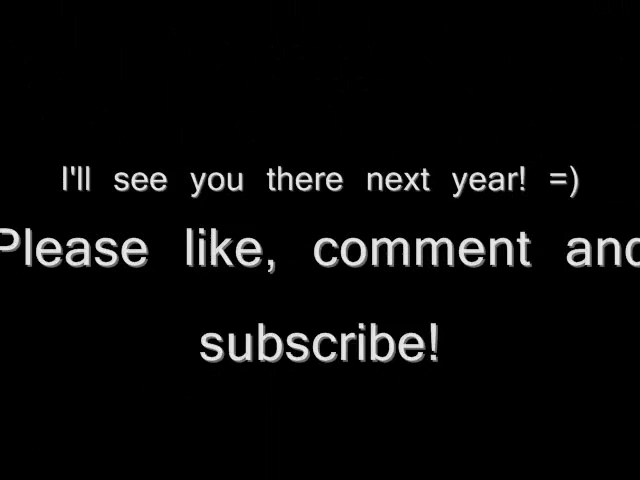 I'll see you there next year! =)
Please like, comment and
subscribe!